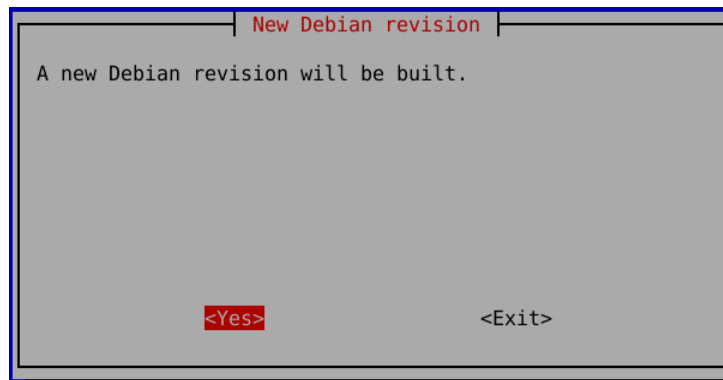 New Debian revision
A new Debian revision will be built.
<Yes> <Exit>